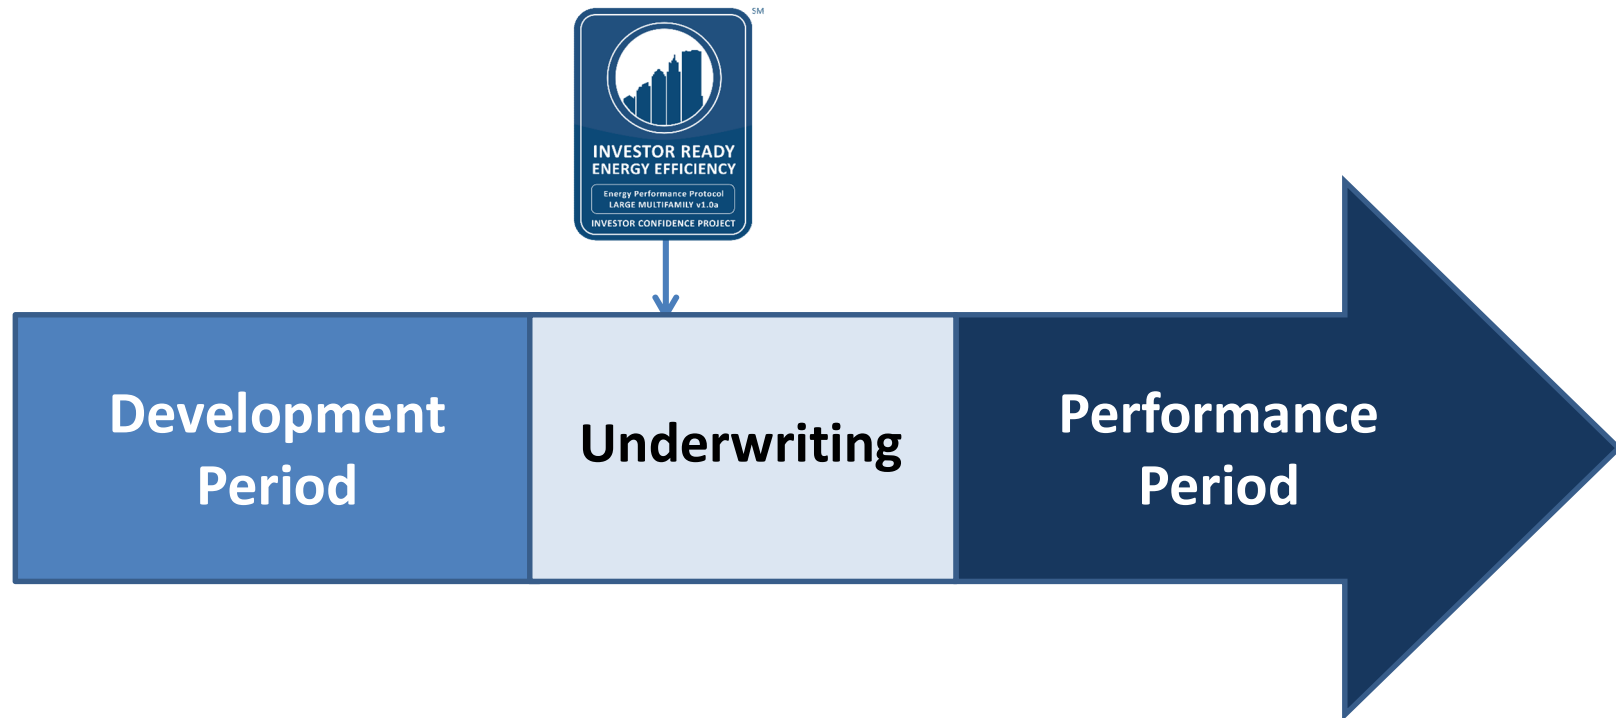 SM
INVESTOR READY
ENERGY EFFICIENCY
Energy Performance Protocol
LARGE MULTIFAMILY v1.0a
INVESTOR CONFIDENCE PROJECT
Development
Period
Underwriting
Performance
Period